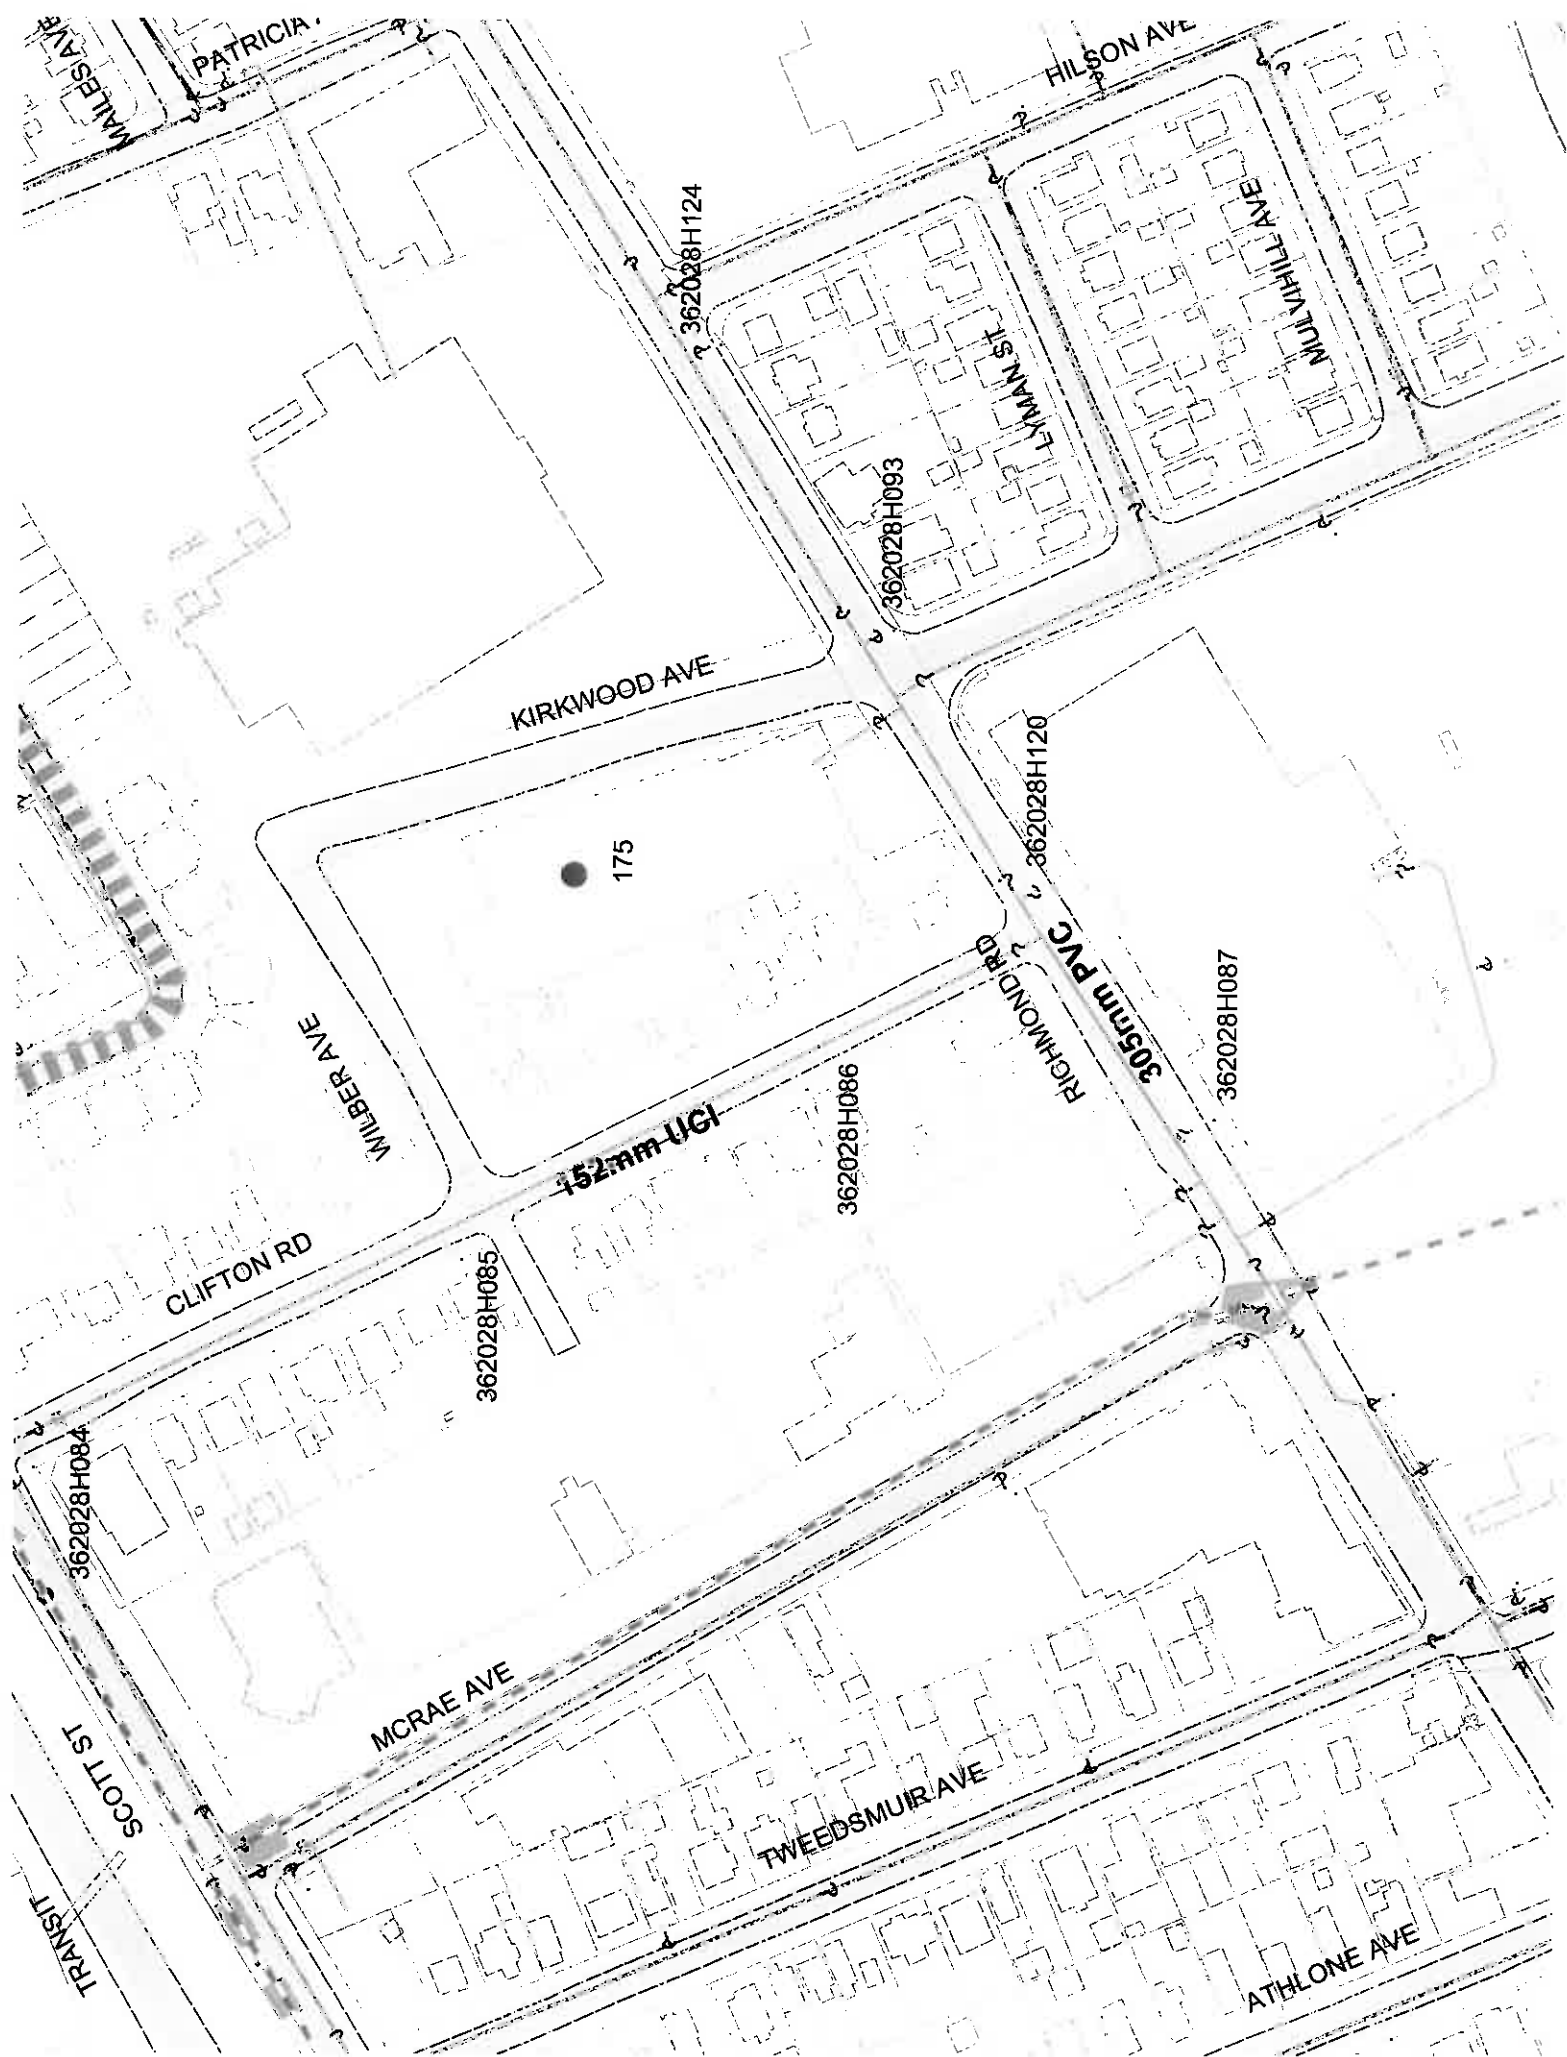 MAILES AVE
PATRICIA
HILSON AVE
362028H124
LYMAN ST
MULVIHILL AVE
362028H093
KIRKWOOD AVE
362028H120
175
RICHMOND RD
305mm PVC
362028H087
WILBER AVE
152mm UCI
362028H086
CLIFTON RD
362028H085
362028H084
MCRAE AVE
SCOTT ST
TWEEDSMUIR AVE
TRANSIT
ATHLONE AVE